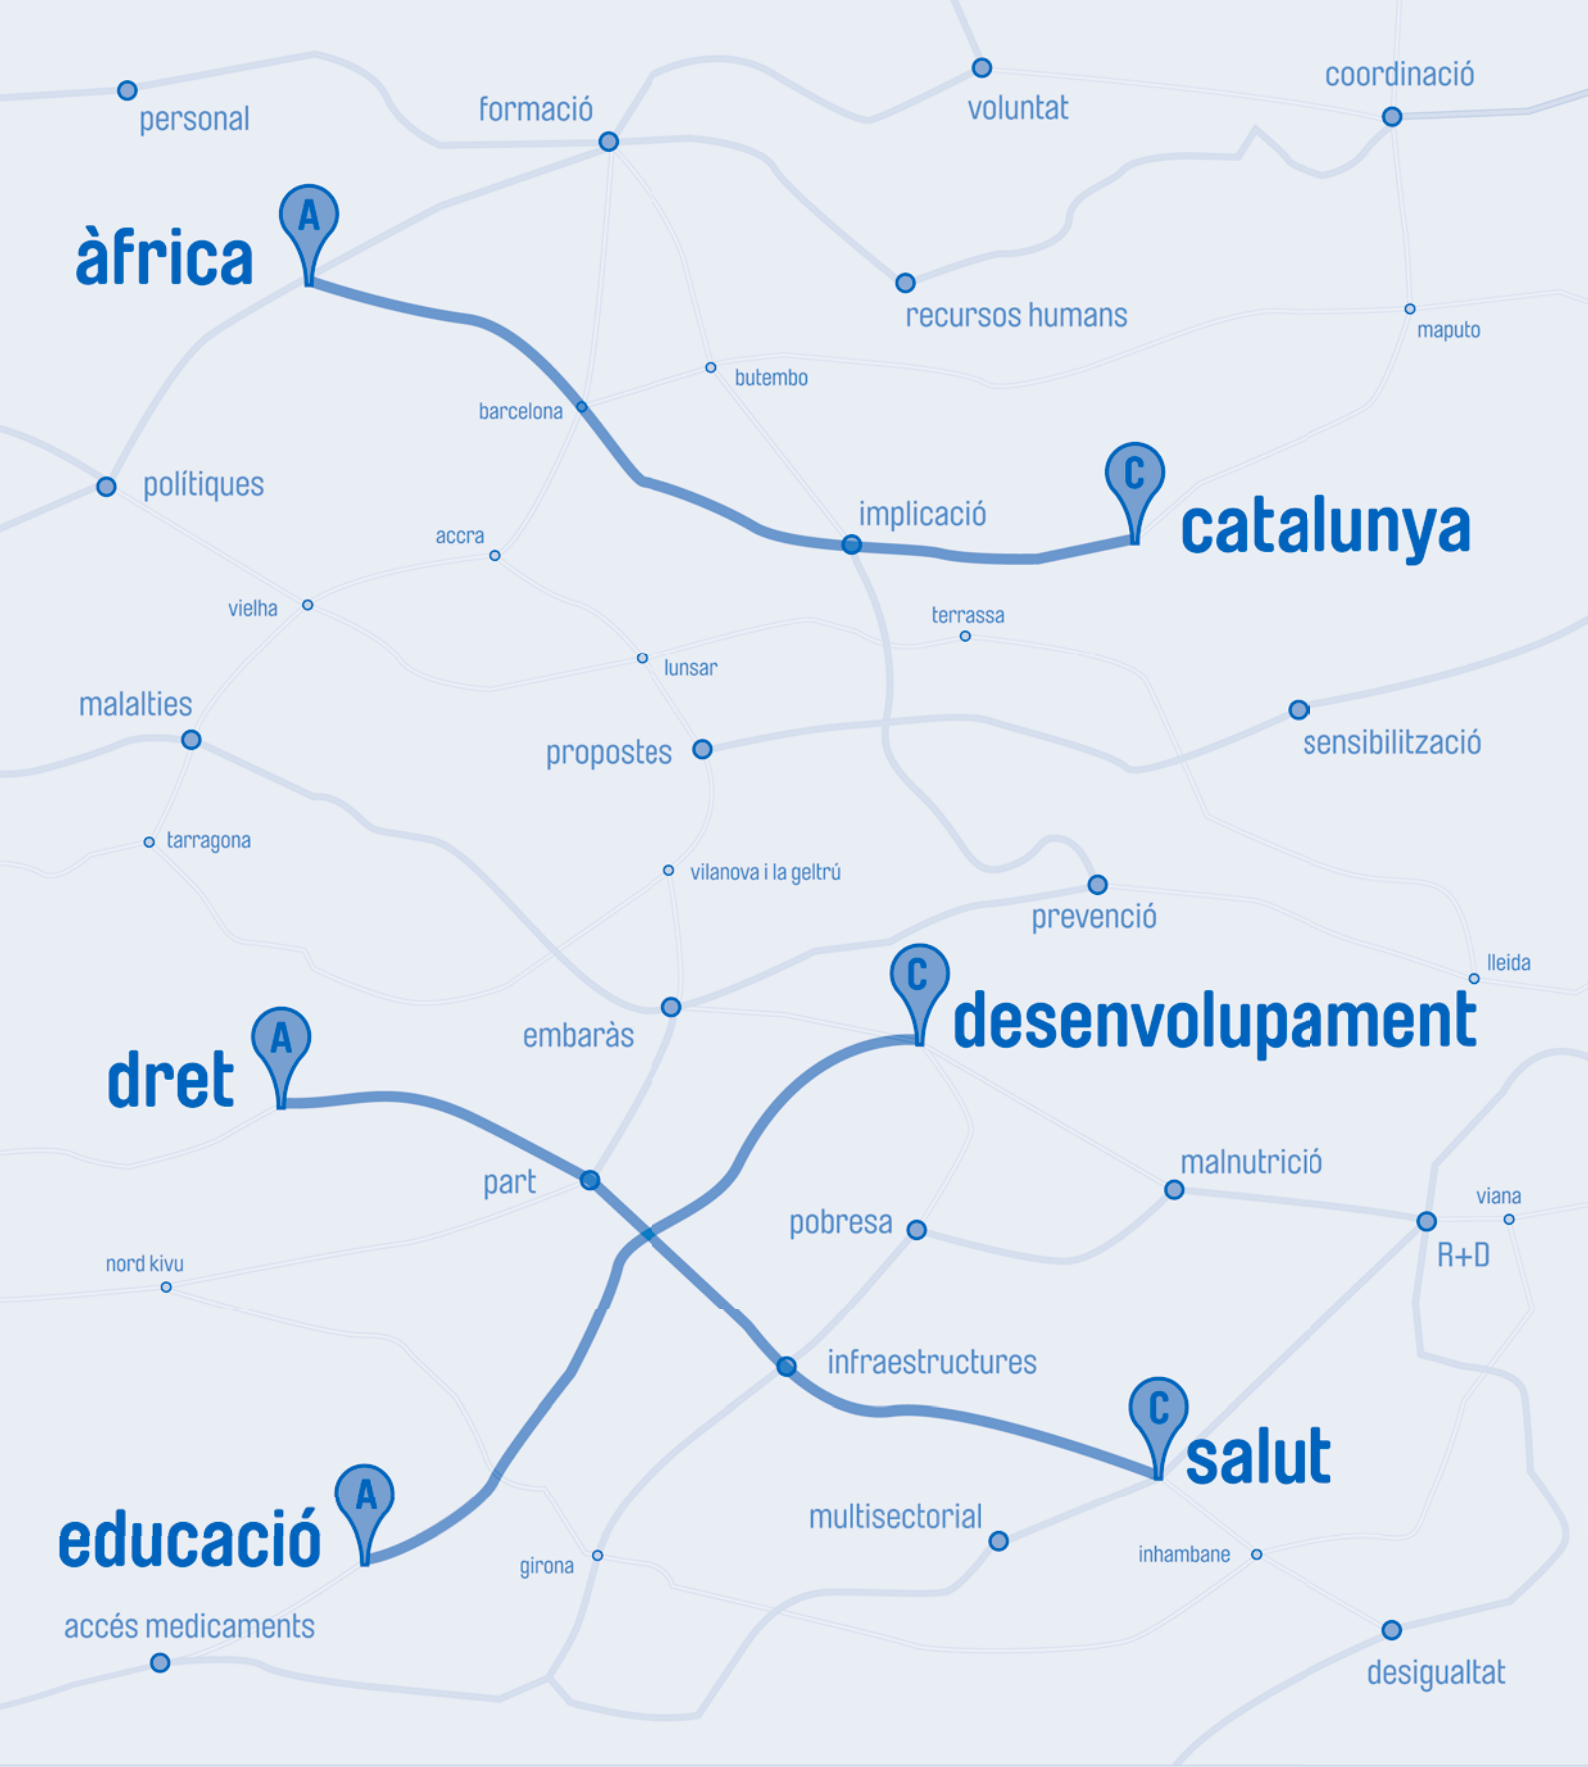 coordinació
personal
formació
voluntat
A
àfrica
recursos humans
maputo
butembo
barcelona
C
polítiques
implicació
catalunya
accra
vielha
terrassa
lunsar
malalties
propostes
sensibilització
tarragona
vilanova i la geltrú
prevenció
lleida
C
desenvolupament
embaràs
A
dret
part
malnutrició
viana
pobresa
R+D
nord kivu
infraestructures
C
salut
A
educació
multisectorial
inhambane
girona
accés medicaments
desigualtat